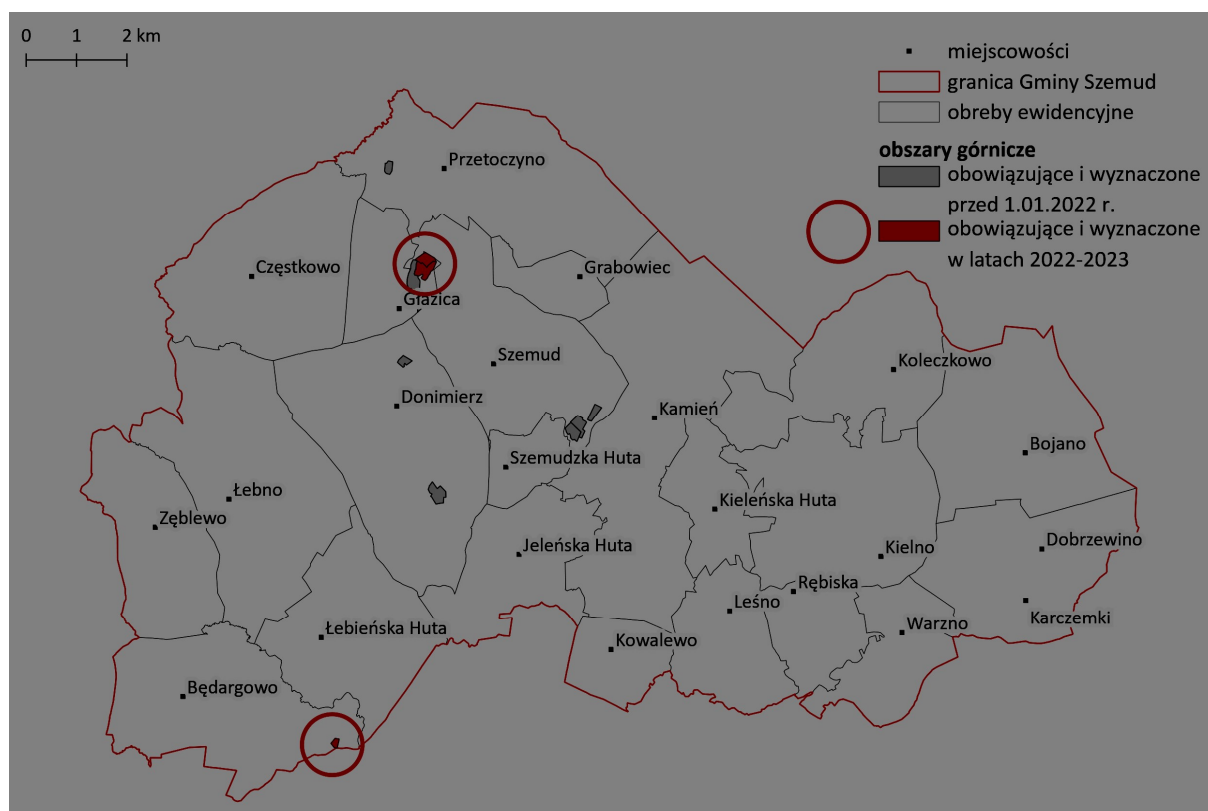 0 1 2 km
miejscowości
granica Gminy Szemud
obreby ewidencyjne
obszary górnicze
obowiązujące i wyznaczone
przed 1.01.2022 r.
obowiązujące i wyznaczone
w latach 2022-2023
Przetoczyno
Częstkowo
Grabowiec
Głazica
Szemud
Koleczkowo
Donimierz
Kamień
Bojano
Szemudzka Huta
Łebno
Kieleńska Huta
Zęblewo
Jeleńska Huta
Kielno
Dobrzewino
Rębiska
Leśno
Karczemki
Łebieńska Huta
Warzno
Kowalewo
Będargowo